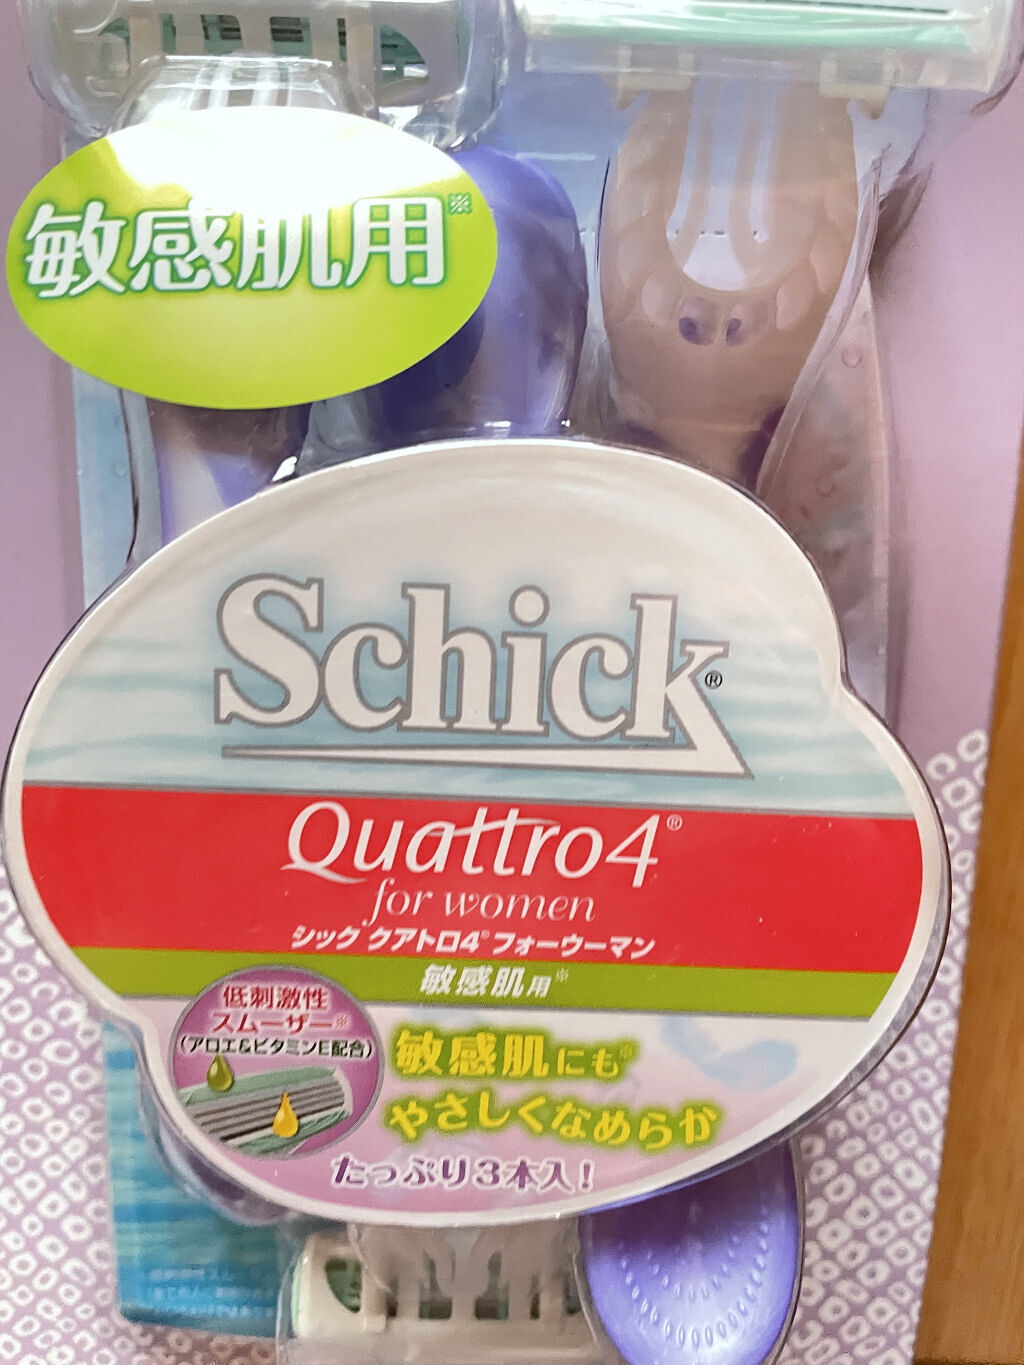 敏感肌用※
Schick®
Quattro4®
for women
シック クアトロ4® フォーウーマン
敏感肌用※
低刺激性
スムーザー※
(アロエ&ビタミンE配合)
敏感肌にも※
やさしくなめらか
たっぷり3本入!